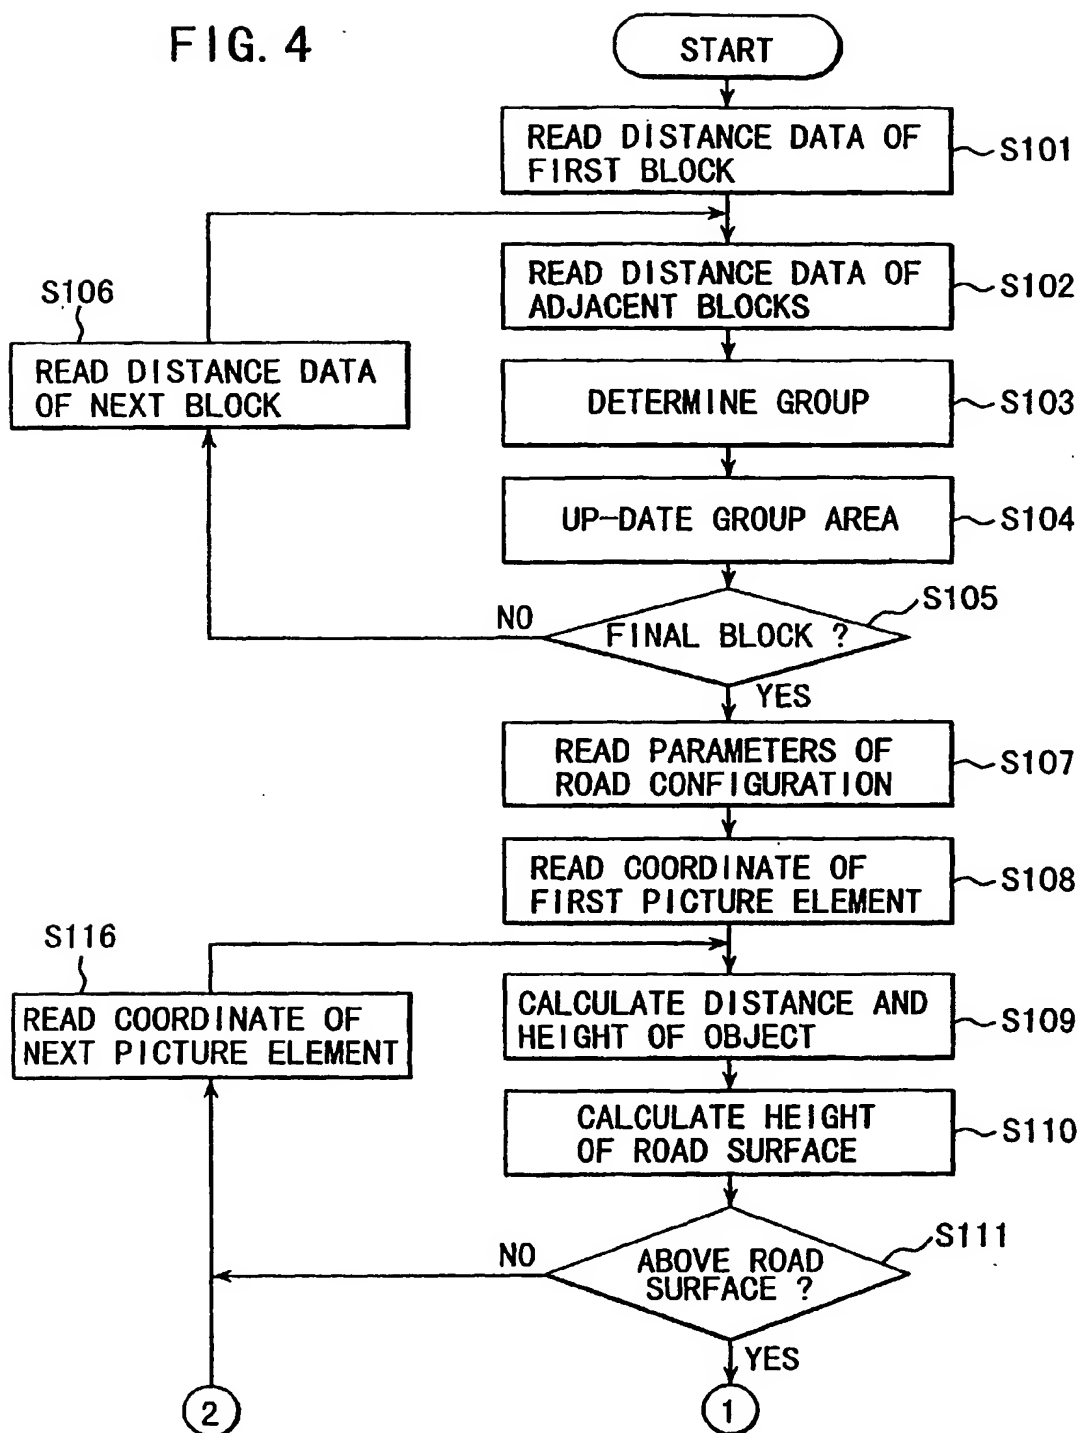 FIG. 4
START
READ DISTANCE DATA OF
FIRST BLOCK
S101
READ DISTANCE DATA OF
ADJACENT BLOCKS
S102
S106
READ DISTANCE DATA
OF NEXT BLOCK
DETERMINE GROUP
S103
UP-DATE GROUP AREA
S104
FINAL BLOCK ?
S105
NO
YES
READ PARAMETERS OF
ROAD CONFIGURATION
S107
READ COORDINATE OF
FIRST PICTURE ELEMENT
S108
S116
READ COORDINATE OF
NEXT PICTURE ELEMENT
CALCULATE DISTANCE AND
HEIGHT OF OBJECT
S109
CALCULATE HEIGHT
OF ROAD SURFACE
S110
ABOVE ROAD
SURFACE ?
S111
NO
YES
2
1